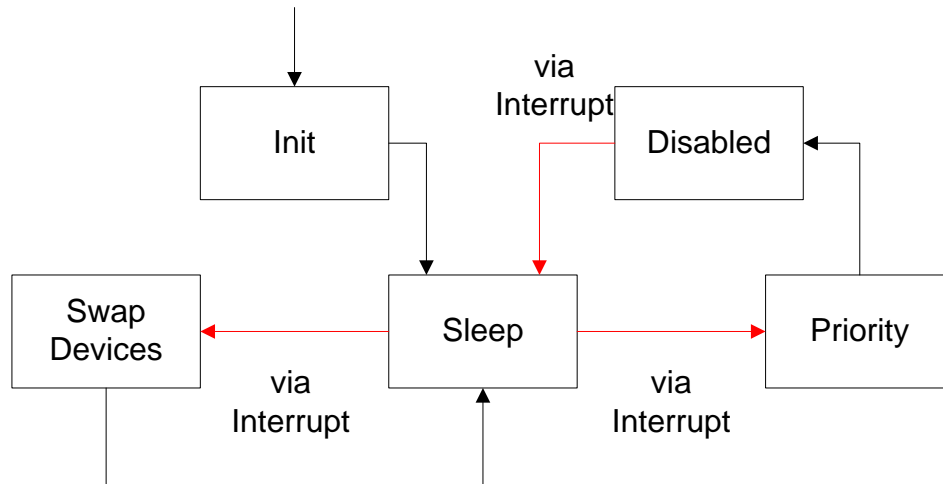 via
Interrupt
Init
Disabled
Swap
Devices
Sleep
Priority
via
Interrupt
via
Interrupt